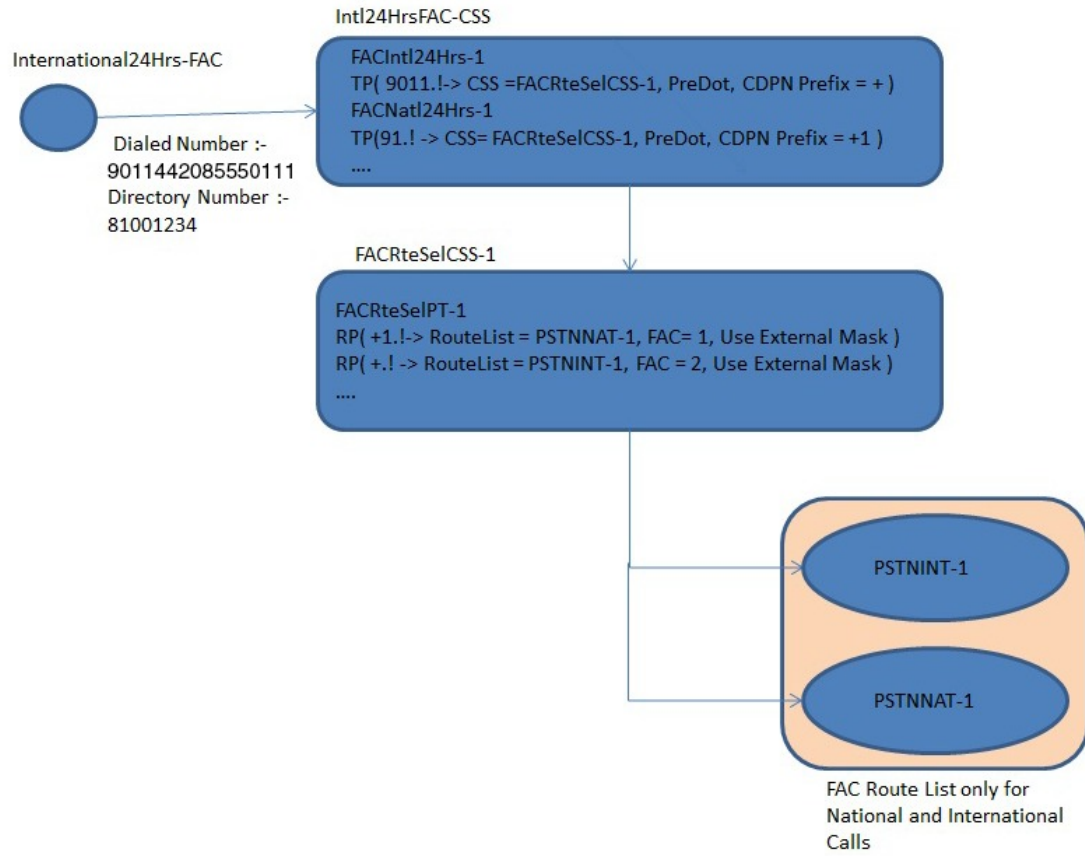 Intl24HrsFAC-CSS
International24Hrs-FAC
FACIntl24Hrs-1
TP( 9011.!-> CSS =FACRteSelCSS-1, PreDot, CDPN Prefix = + )
FACNatl24Hrs-1
TP(91.! -> CSS= FACRteSelCSS-1, PreDot, CDPN Prefix = +1 )
....
Dialed Number :-
9011442085550111
Directory Number :-
81001234
FACRteSelCSS-1
FACRteSelPT-1
RP( +1.!-> RouteList = PSTNNAT-1, FAC= 1, Use External Mask )
RP( +.! -> RouteList = PSTNINT-1, FAC = 2, Use External Mask )
....
PSTNINT-1
PSTNNAT-1
FAC Route List only for
National and International
Calls